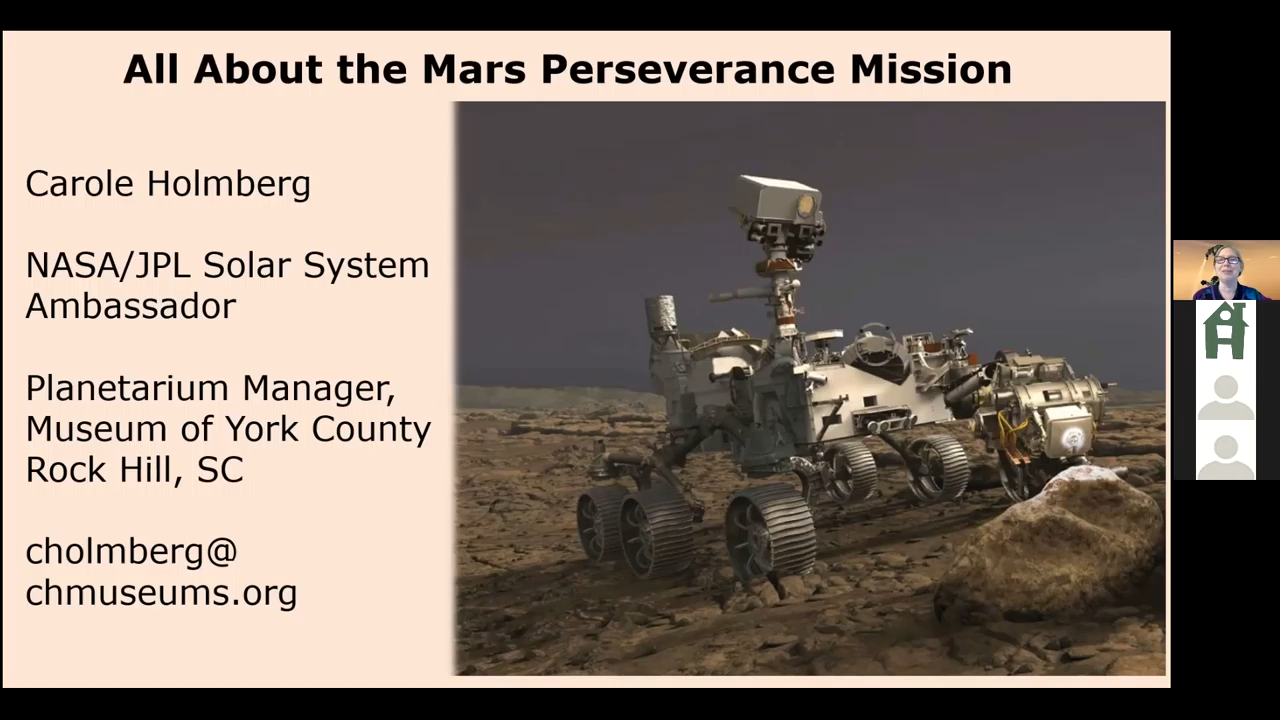 All About the Mars Perseverance Mission
Carole Holmberg
NASA/JPL Solar System
Ambassador
Planetarium Manager,
Museum of York County
Rock Hill, SC
cholmberg@
chmuseums.org